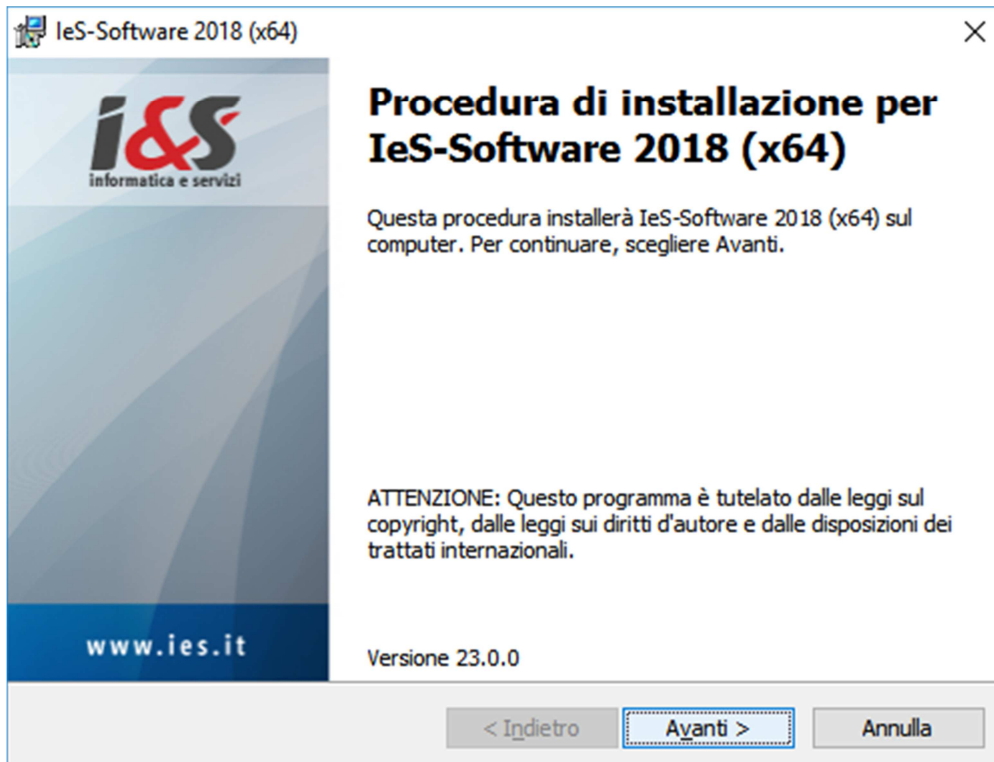 IeS-Software 2018 (x64)
i&s
informatica e servizi
Procedura di installazione per
IeS-Software 2018 (x64)
Questa procedura installerà IeS-Software 2018 (x64) sul
computer. Per continuare, scegliere Avanti.
ATTENZIONE: Questo programma è tutelato dalle leggi sul
copyright, dalle leggi sui diritti d'autore e dalle disposizioni dei
trattati internazionali.
www.ies.it
Versione 23.0.0
< Indietro
Avanti >
Annulla